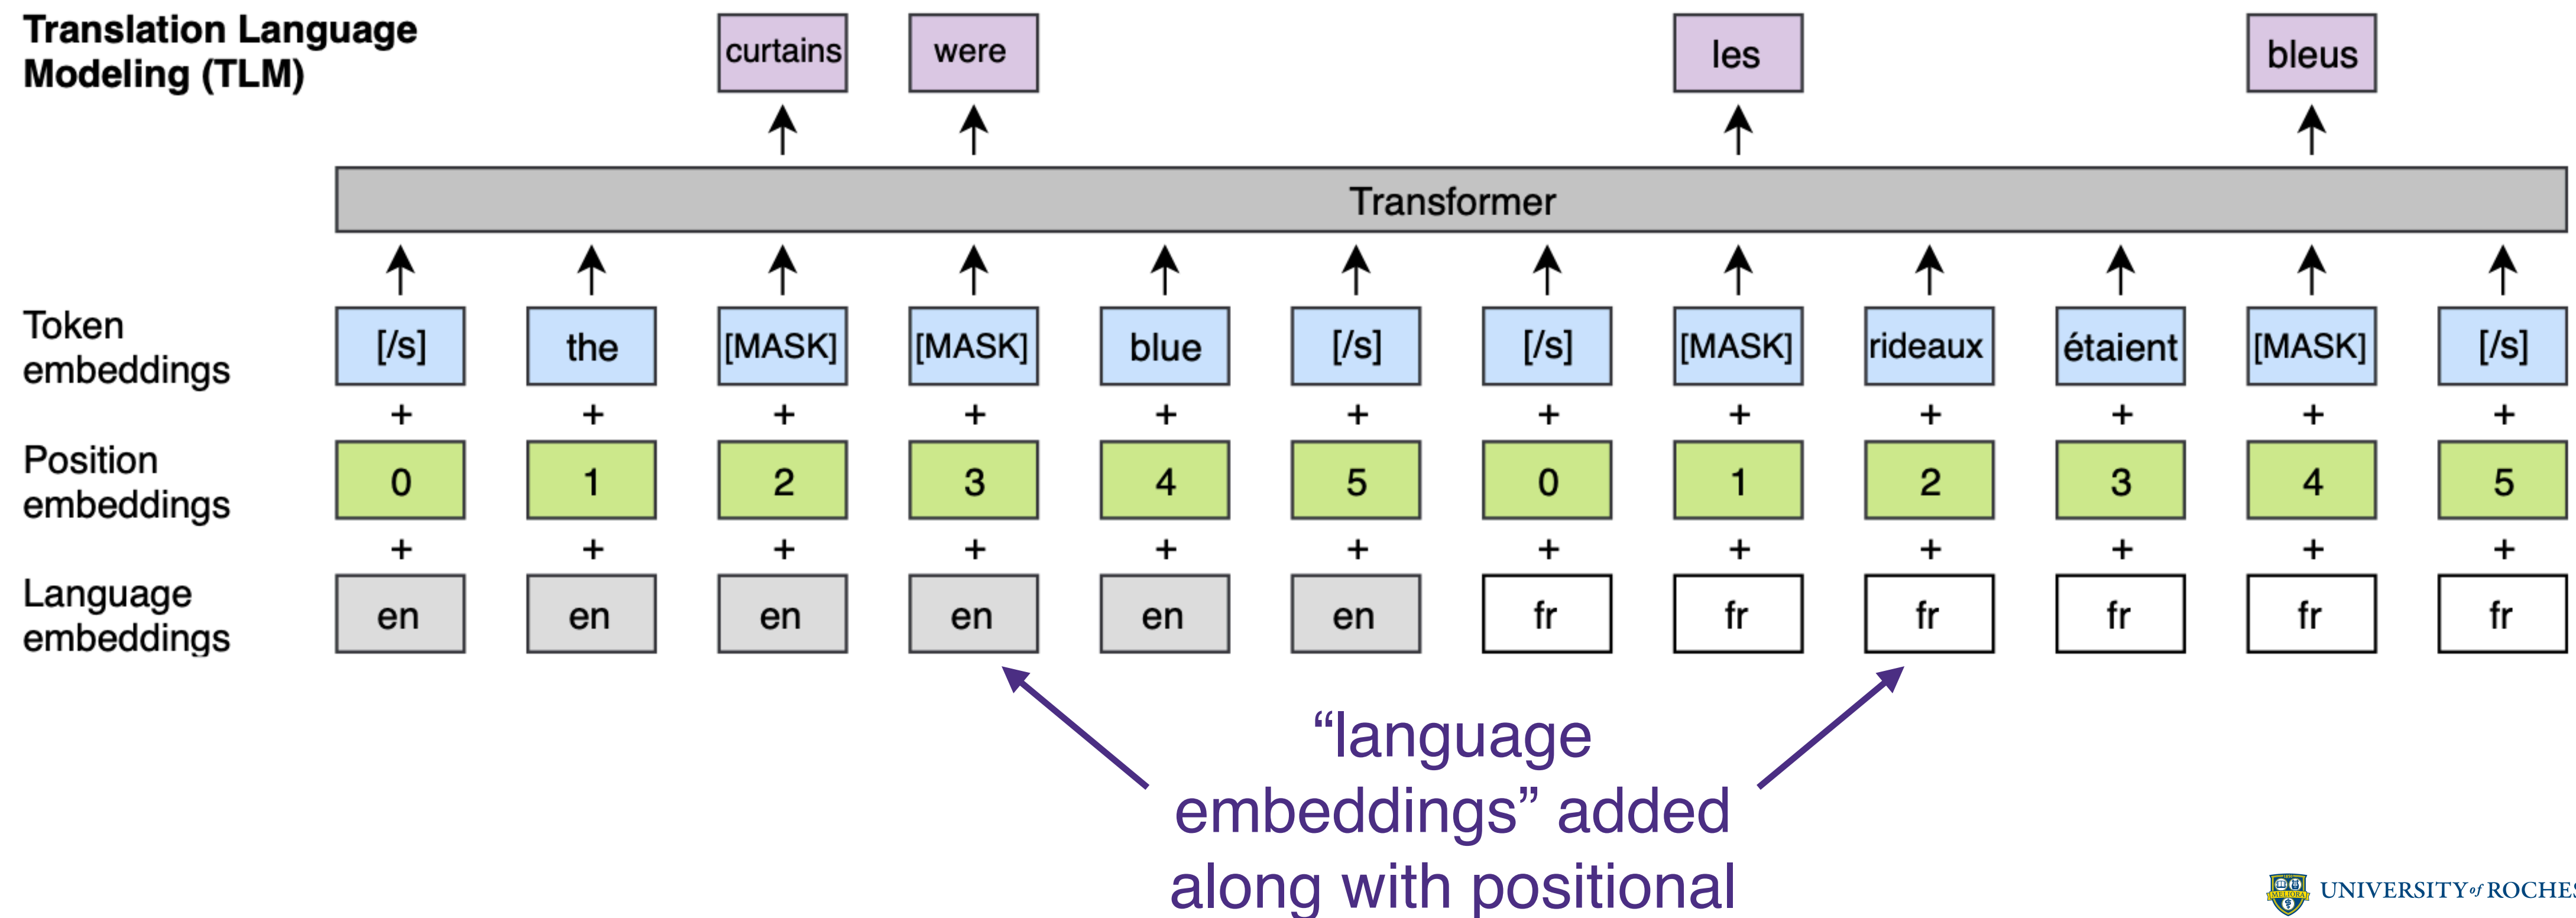 Translation Language
Modeling (TLM)
curtains were les bleus
Transformer
Token
embeddings
[/s] the [MASK] [MASK] blue [/s] [/s] [MASK] rideaux étaient [MASK] [/s]
+ + + + + + + + + + + +
Position
embeddings
0 1 2 3 4 5 0 1 2 3 4 5
+ + + + + + + + + + + +
Language
embeddings
en en en en en en fr fr fr fr fr fr
“language
embeddings” added
along with positional
UNIVERSITY of ROCHES